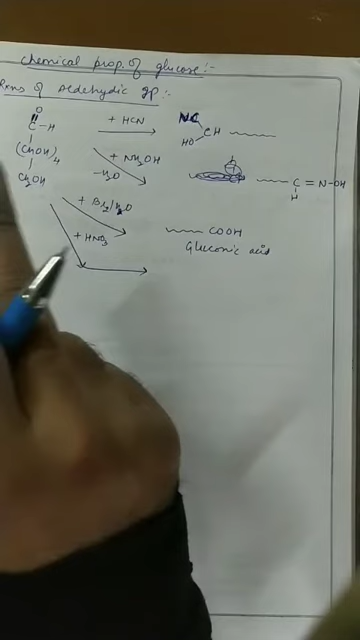 chemical prop. of glucose :-
Rxns of aldehydic gp :-
O
C - H
+ HCN
NC
CH
HO
(CHOH)4
+ NH2OH
- H2O
C = N - OH
H
CH2OH
+ Br2/H2O
COOH
Gluconic acid
+ HNO3